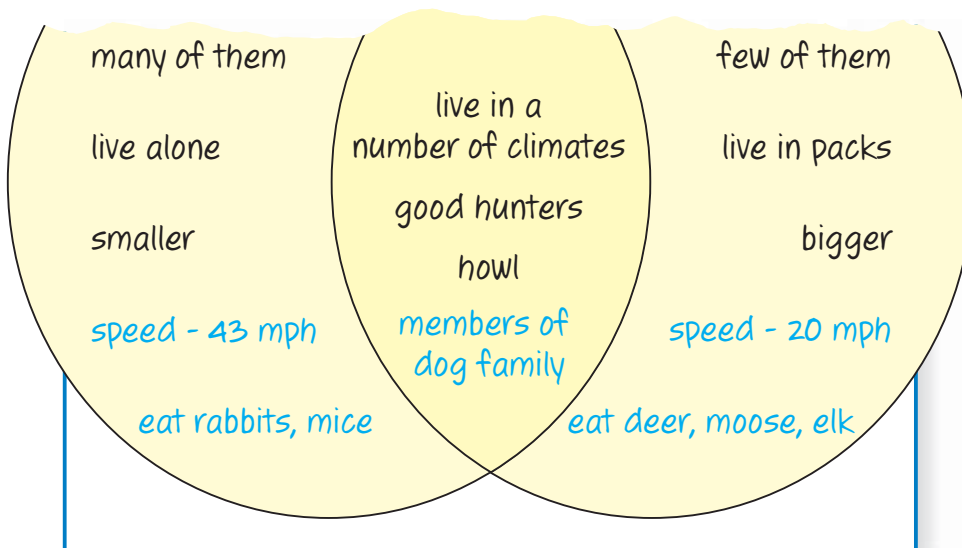 many of them
live alone
smaller
speed - 43 mph
eat rabbits, mice
live in a
number of climates
good hunters
howl
members of
dog family
few of them
live in packs
bigger
speed - 20 mph
eat deer, moose, elk